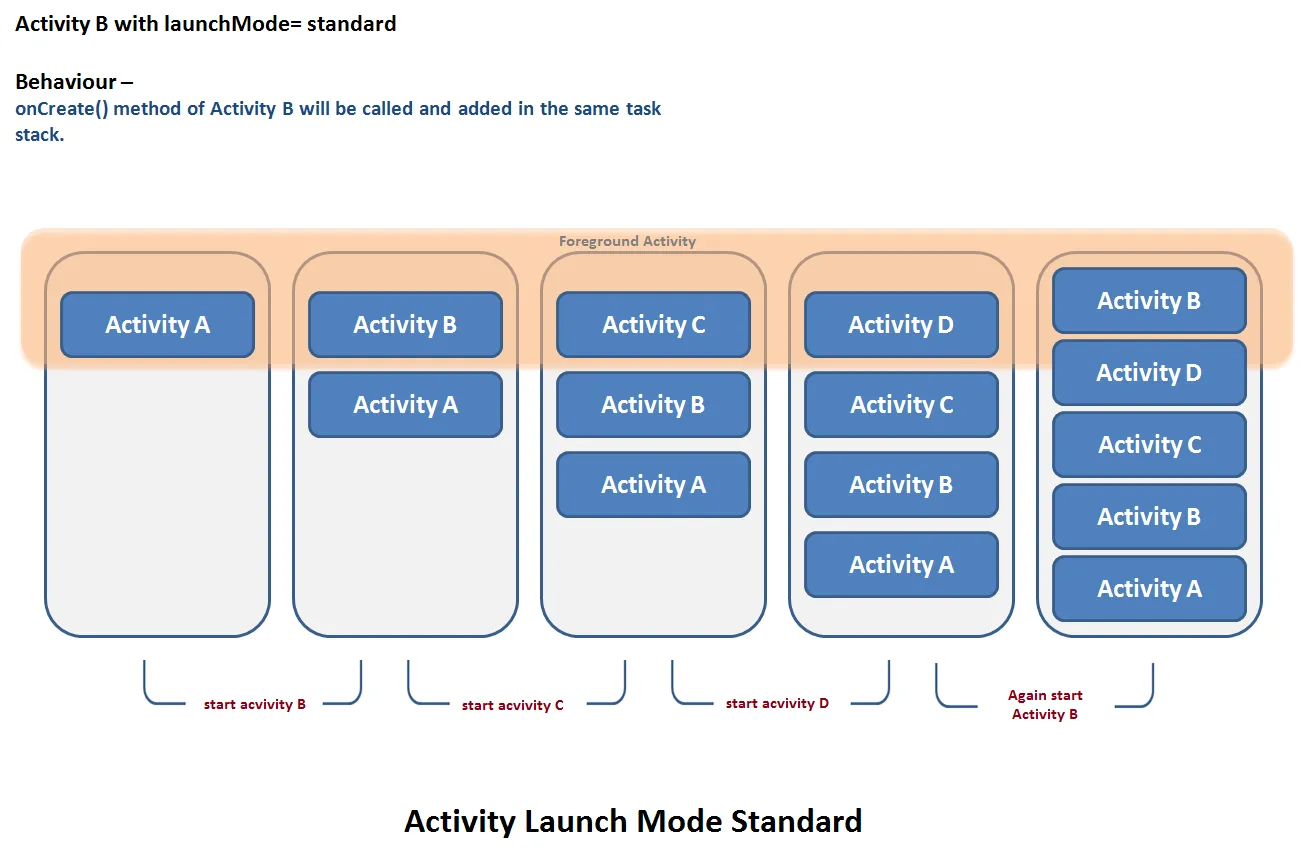 Activity B with launchMode= standard
Behaviour –
onCreate() method of Activity B will be called and added in the same task
stack.
Foreground Activity
Activity A
Activity B
Activity A
Activity C
Activity B
Activity A
Activity D
Activity C
Activity B
Activity A
Activity B
Activity D
Activity C
Activity B
Activity A
start acvivity B
start acvivity C
start acvivity D
Again start
Activity B
Activity Launch Mode Standard